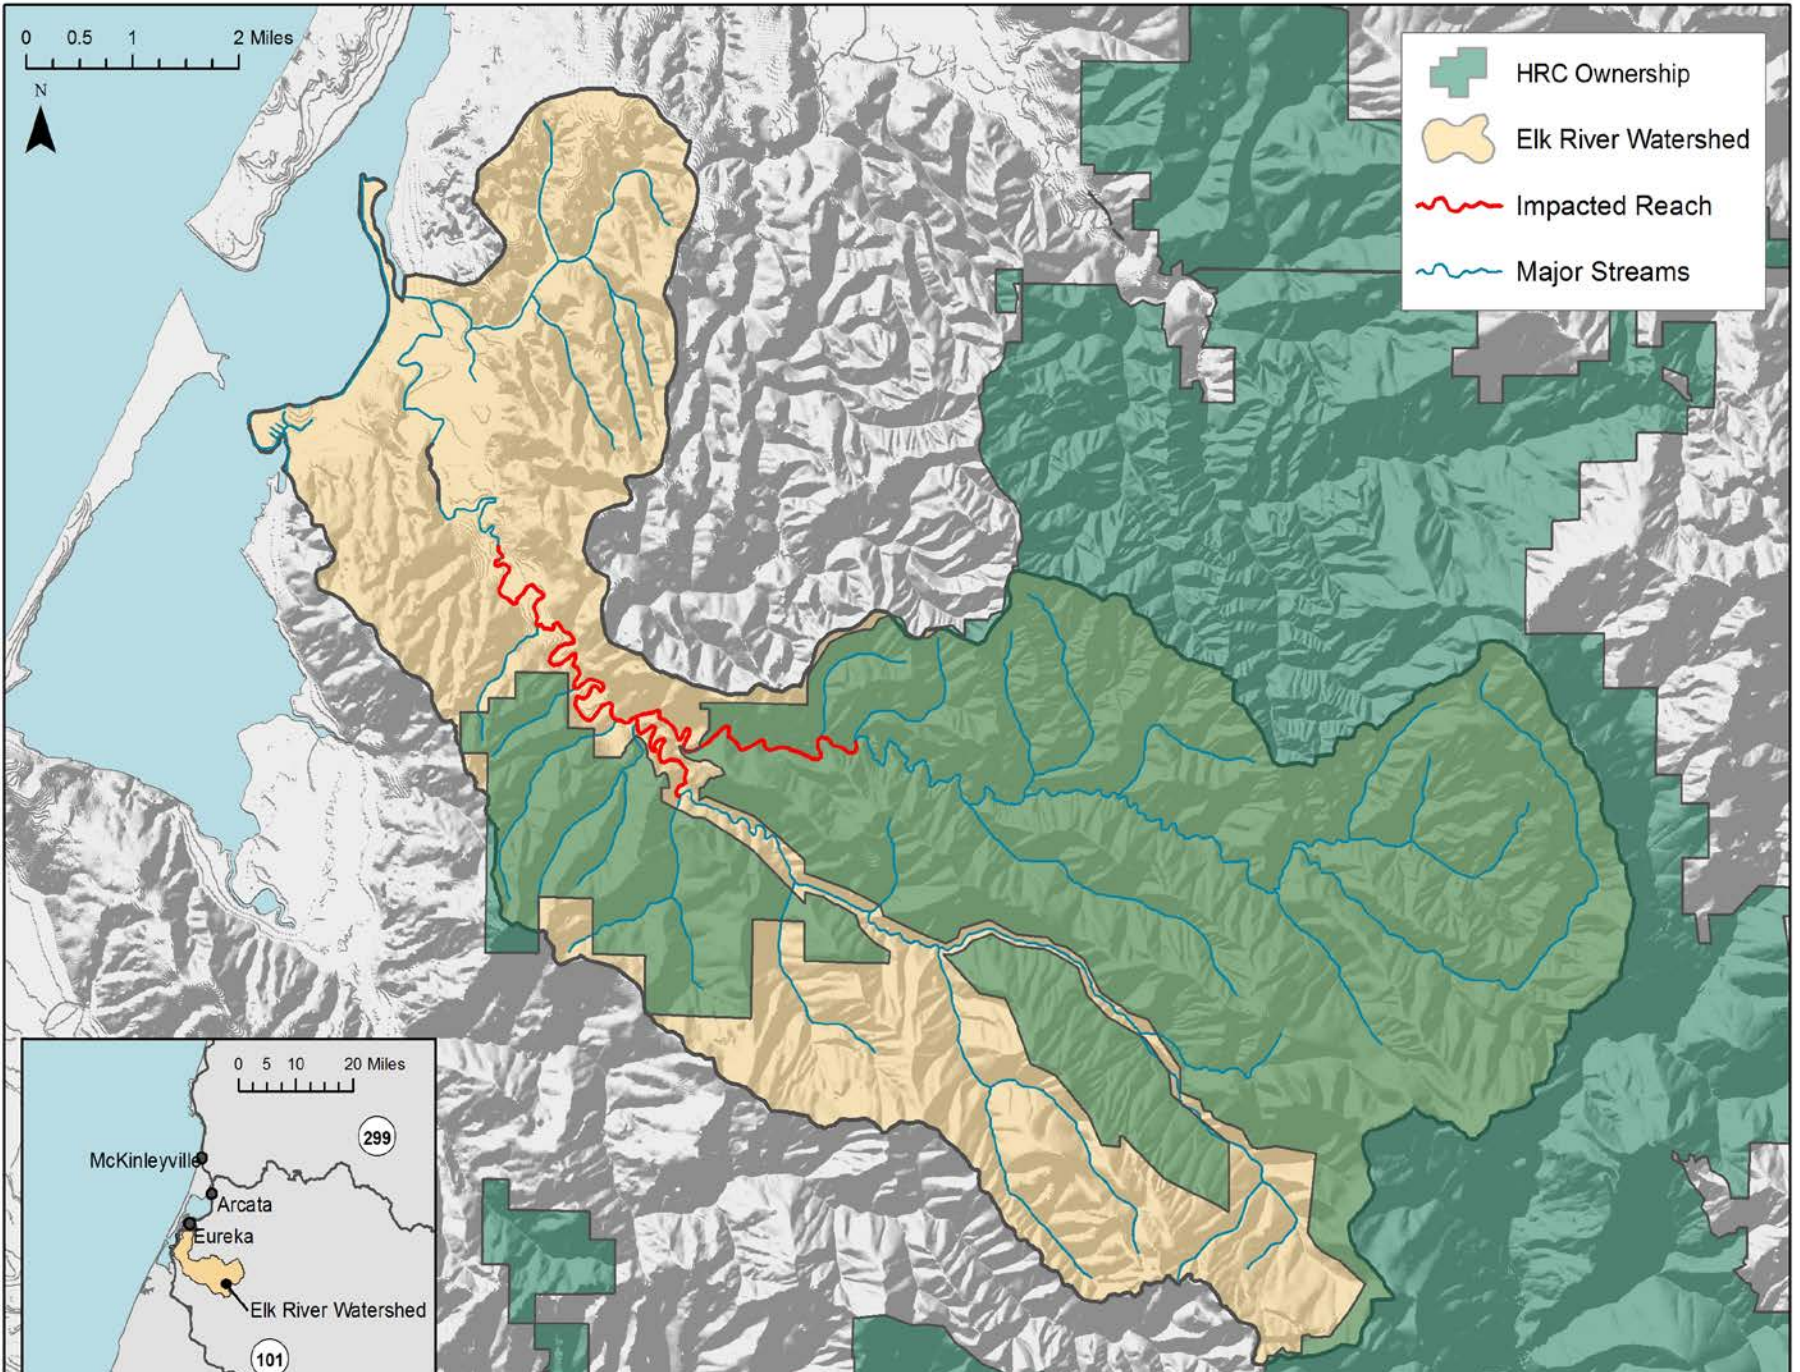 0 0.5 1 2 Miles
N
HRC Ownership
Elk River Watershed
Impacted Reach
Major Streams
0 5 10 20 Miles
299
McKinleyville
Arcata
Eureka
Elk River Watershed
101